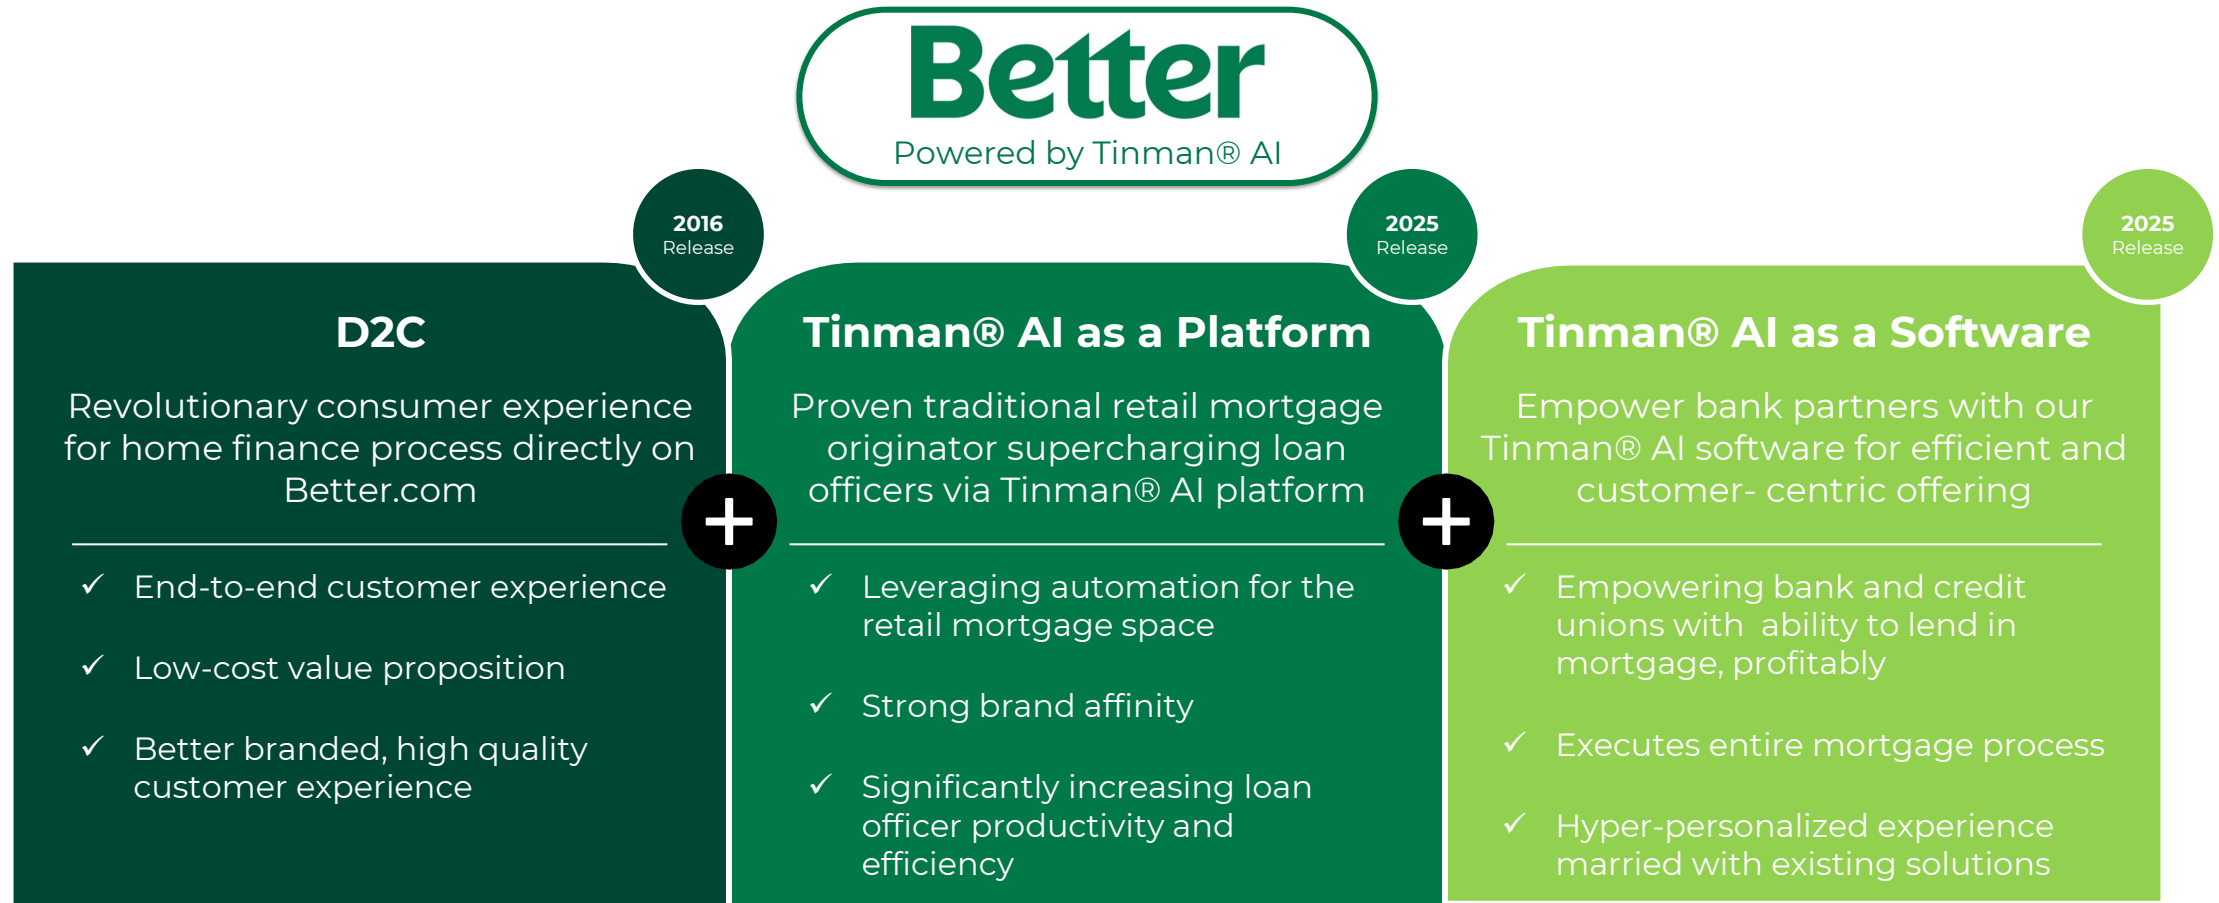 Better
Powered by Tinman® AI
2016
Release
D2C
Revolutionary consumer experience
for home finance process directly on
Better.com
✓ End-to-end customer experience
✓ Low-cost value proposition
✓ Better branded, high quality
customer experience
+
2025
Release
Tinman® AI as a Platform
Proven traditional retail mortgage
originator supercharging loan
officers via Tinman® AI platform
✓ Leveraging automation for the
retail mortgage space
✓ Strong brand affinity
✓ Significantly increasing loan
officer productivity and
efficiency
+
2025
Release
Tinman® AI as a Software
Empower bank partners with our
Tinman® AI software for efficient and
customer- centric offering
✓ Empowering bank and credit
unions with  ability to lend in
mortgage, profitably
✓ Executes entire mortgage process
✓ Hyper-personalized experience
married with existing solutions